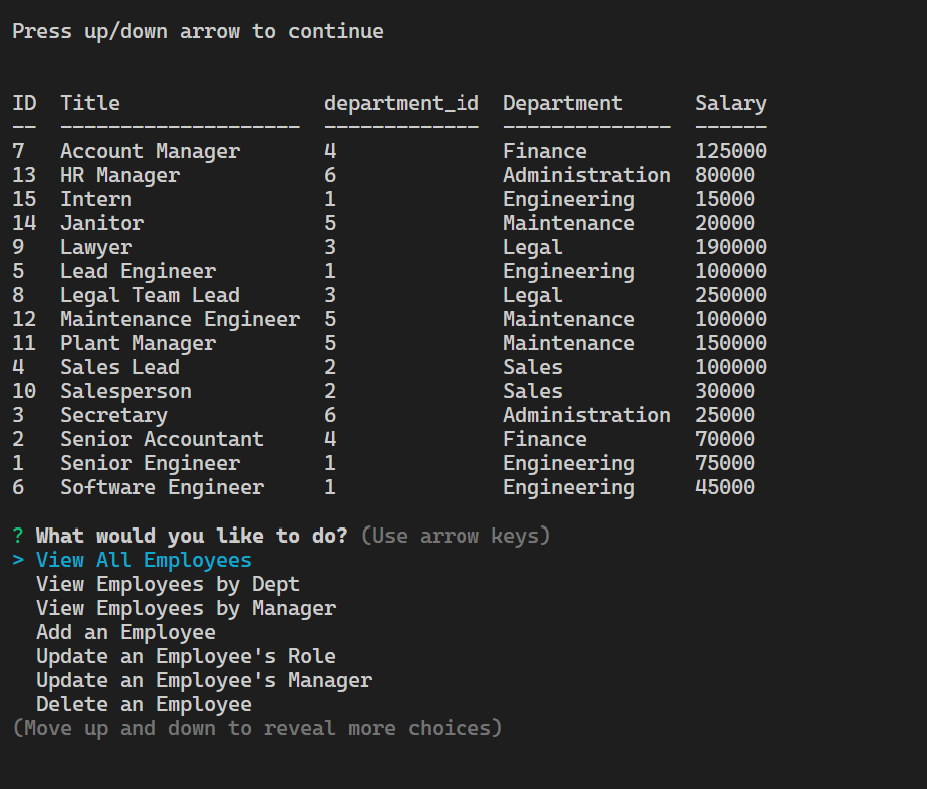 Press up/down arrow to continue
ID  Title                 department_id  Department      Salary
--  --------------------  -------------  --------------  ------
7   Account Manager       4              Finance         125000
13  HR Manager            6              Administration  80000
15  Intern                1              Engineering     15000
14  Janitor               5              Maintenance     20000
9   Lawyer                3              Legal           190000
5   Lead Engineer         1              Engineering     100000
8   Legal Team Lead       3              Legal           250000
12  Maintenance Engineer  5              Maintenance     100000
11  Plant Manager         5              Maintenance     150000
4   Sales Lead            2              Sales           100000
10  Salesperson           2              Sales           30000
3   Secretary             6              Administration  25000
2   Senior Accountant     4              Finance         70000
1   Senior Engineer       1              Engineering     75000
6   Software Engineer     1              Engineering     45000
? What would you like to do? (Use arrow keys)
> View All Employees
  View Employees by Dept
  View Employees by Manager
  Add an Employee
  Update an Employee's Role
  Update an Employee's Manager
  Delete an Employee
(Move up and down to reveal more choices)